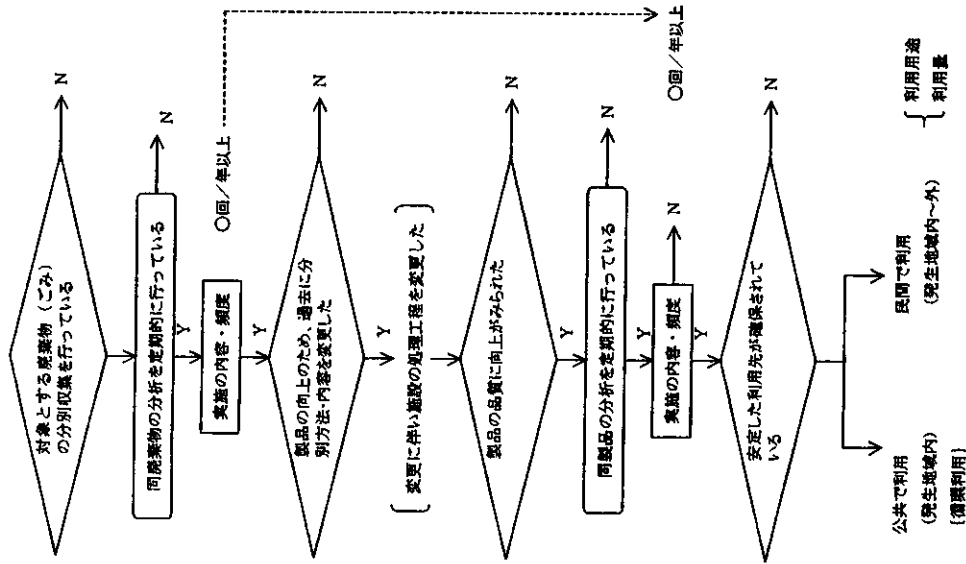 対象とする廃棄物(ごみ)
の分別収集を行っている
N
同廃棄物の分析を定期的に行っている
N
Y
実施の内容・頻度
〇回/年以上
Y
製品の向上のため、過去に分
別方法・内容を変更した
N
Y
変更に伴い施設の処理工程を変更した
製品の品質に向上がみられた
N
Y
同製品の分析を定期的に行っている
N
Y
実施の内容・頻度
N
〇回/年以上
Y
安定した利用先が確保されて
いる
N
公共で利用
(発生地域内)
[循環利用]
民間で利用
(発生地域内~外)
利用用途
利用量